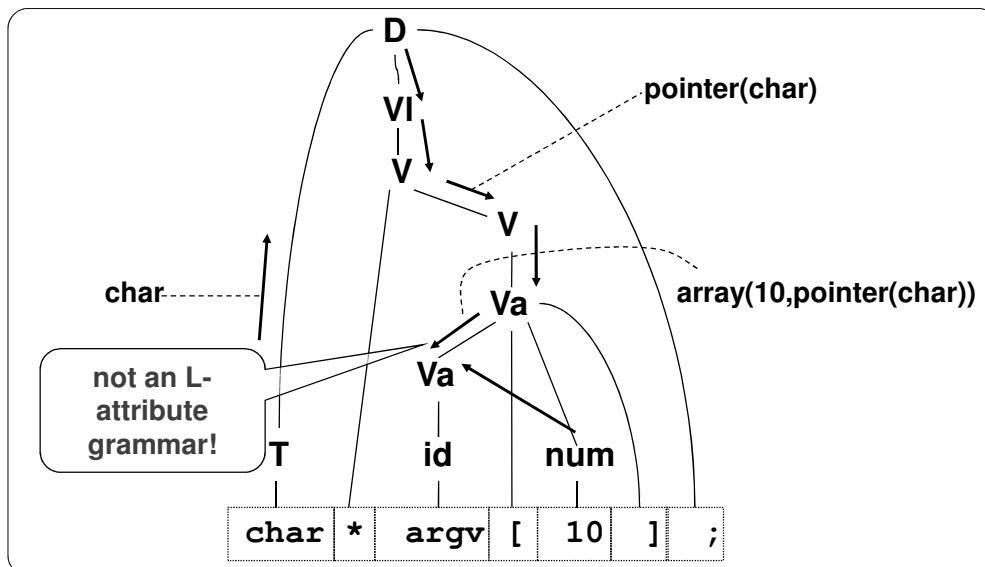 D
pointer(char)
VI
V
V
char
array(10,pointer(char))
Va
not an L-
attribute
grammar!
Va
T id num
char * argv [ 10 ] ;